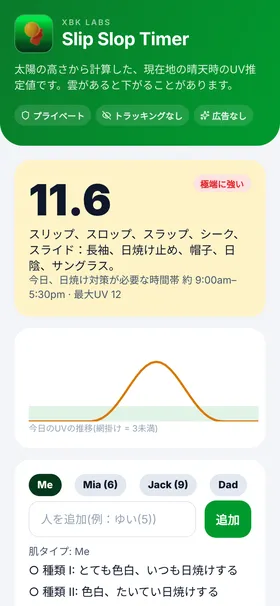 XBK LABS
Slip Slop Timer
太陽の高さから計算した、現在地の晴天時のUV推
定値です。雲があると下がることがあります。
プライベート
トラッキングなし
広告なし
極端に強い
11.6
スリップ、スロップ、スラップ、シーク、
スライド：長袖、日焼け止め、帽子、日
陰、サングラス。
今日、日焼け対策が必要な時間帯 約 9:00am–
5:30pm · 最大UV 12
今日のUVの推移(網掛け = 3未満)
Me
Mia (6)
Jack (9)
Dad
人を追加(例：ゆい(5))
追加
肌タイプ: Me
種類 I: とても色白、いつも日焼けする
種類 II: 色白、たいてい日焼けする